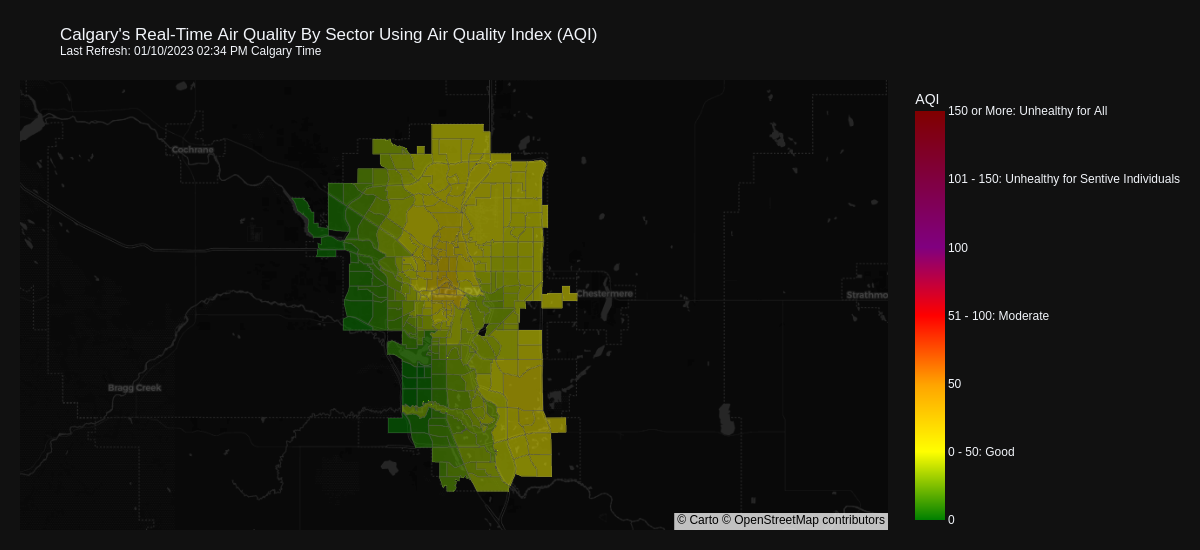 Calgary's Real-Time Air Quality By Sector Using Air Quality Index (AQI)
Last Refresh: 01/10/2023 02:34 PM Calgary Time
AQI
150 or More: Unhealthy for All
Cochrane
101 - 150: Unhealthy for Sentive Individuals
100
Chestermere
Strathmo
51 - 100: Moderate
Bragg Creek
50
0 - 50: Good
0
© Carto © OpenStreetMap contributors